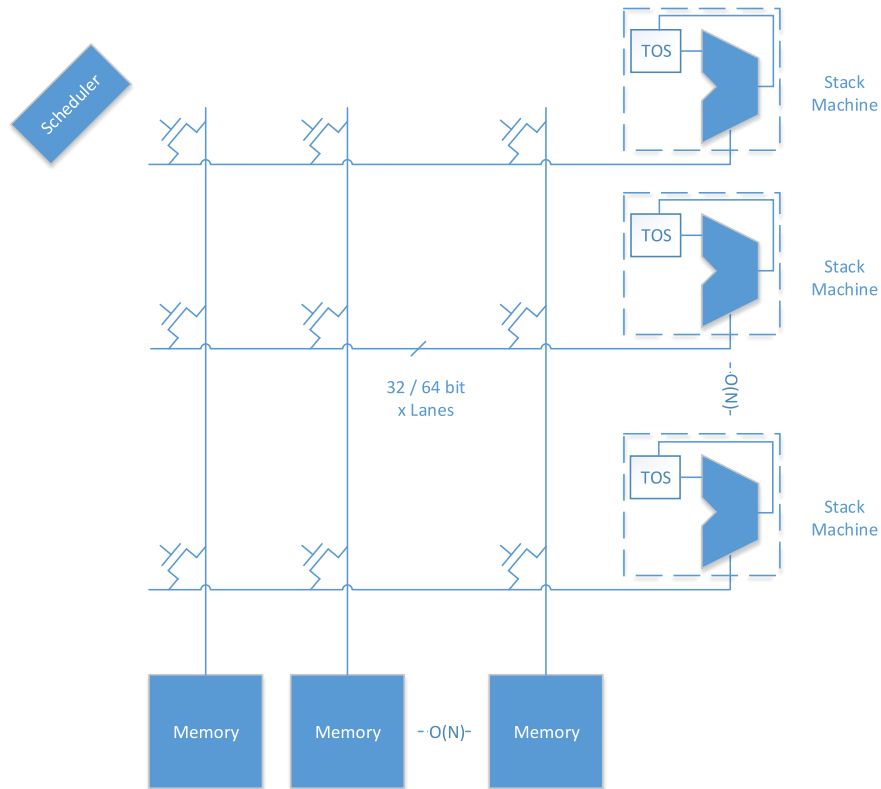 TOS
Stack
Machine
Scheduler
TOS
Stack
Machine
32 / 64 bit
x Lanes
-O(N)-
TOS
Stack
Machine
Memory
Memory
-O(N)-
Memory